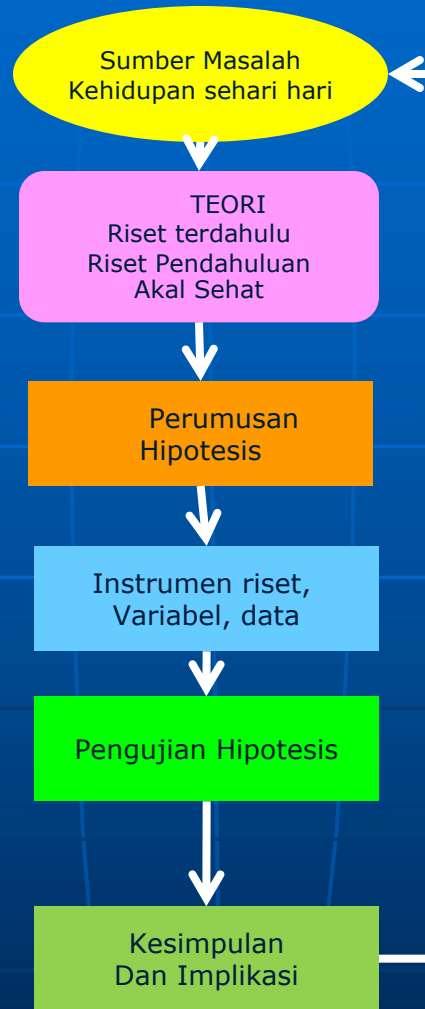 Sumber Masalah
Kehidupan sehari hari
TEORI
Riset terdahulu
Riset Pendahuluan
Akal Sehat
Perumusan
Hipotesis
Instrumen riset,
Variabel, data
Pengujian Hipotesis
Kesimpulan
Dan Implikasi